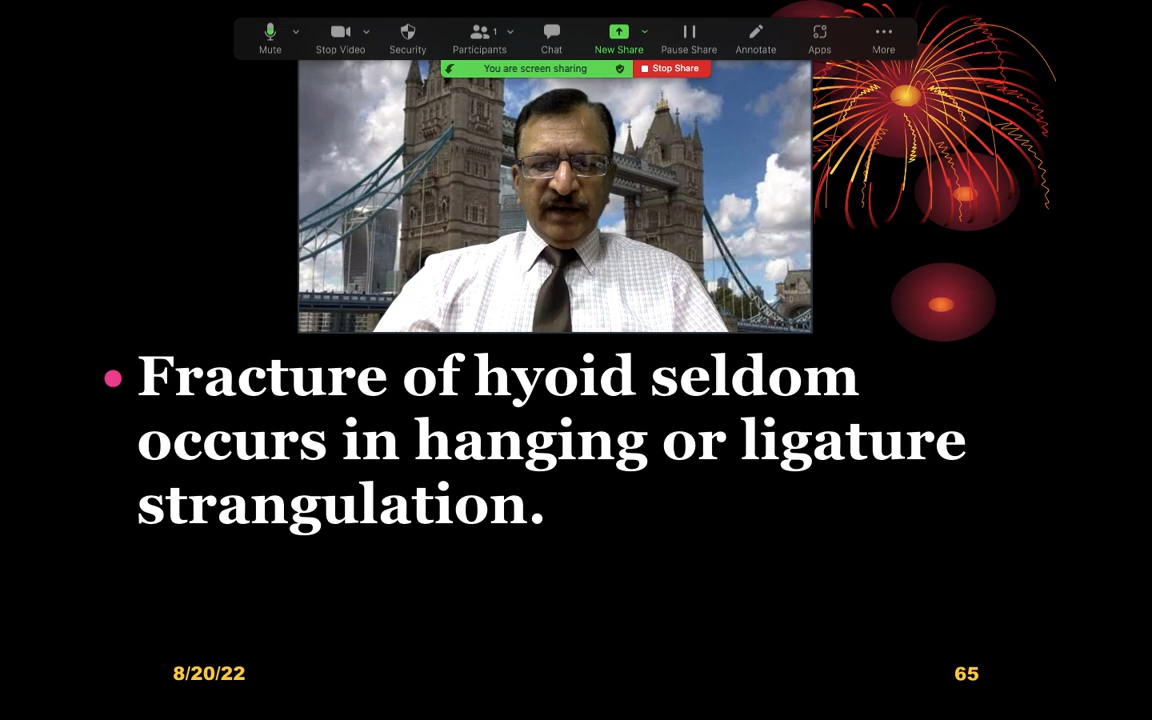 Mute
Stop Video
Security
Participants
1
Chat
New Share
Pause Share
Annotate
Apps
More
You are screen sharing
Stop Share
Fracture of hyoid seldom
occurs in hanging or ligature
strangulation.
8/20/22
65